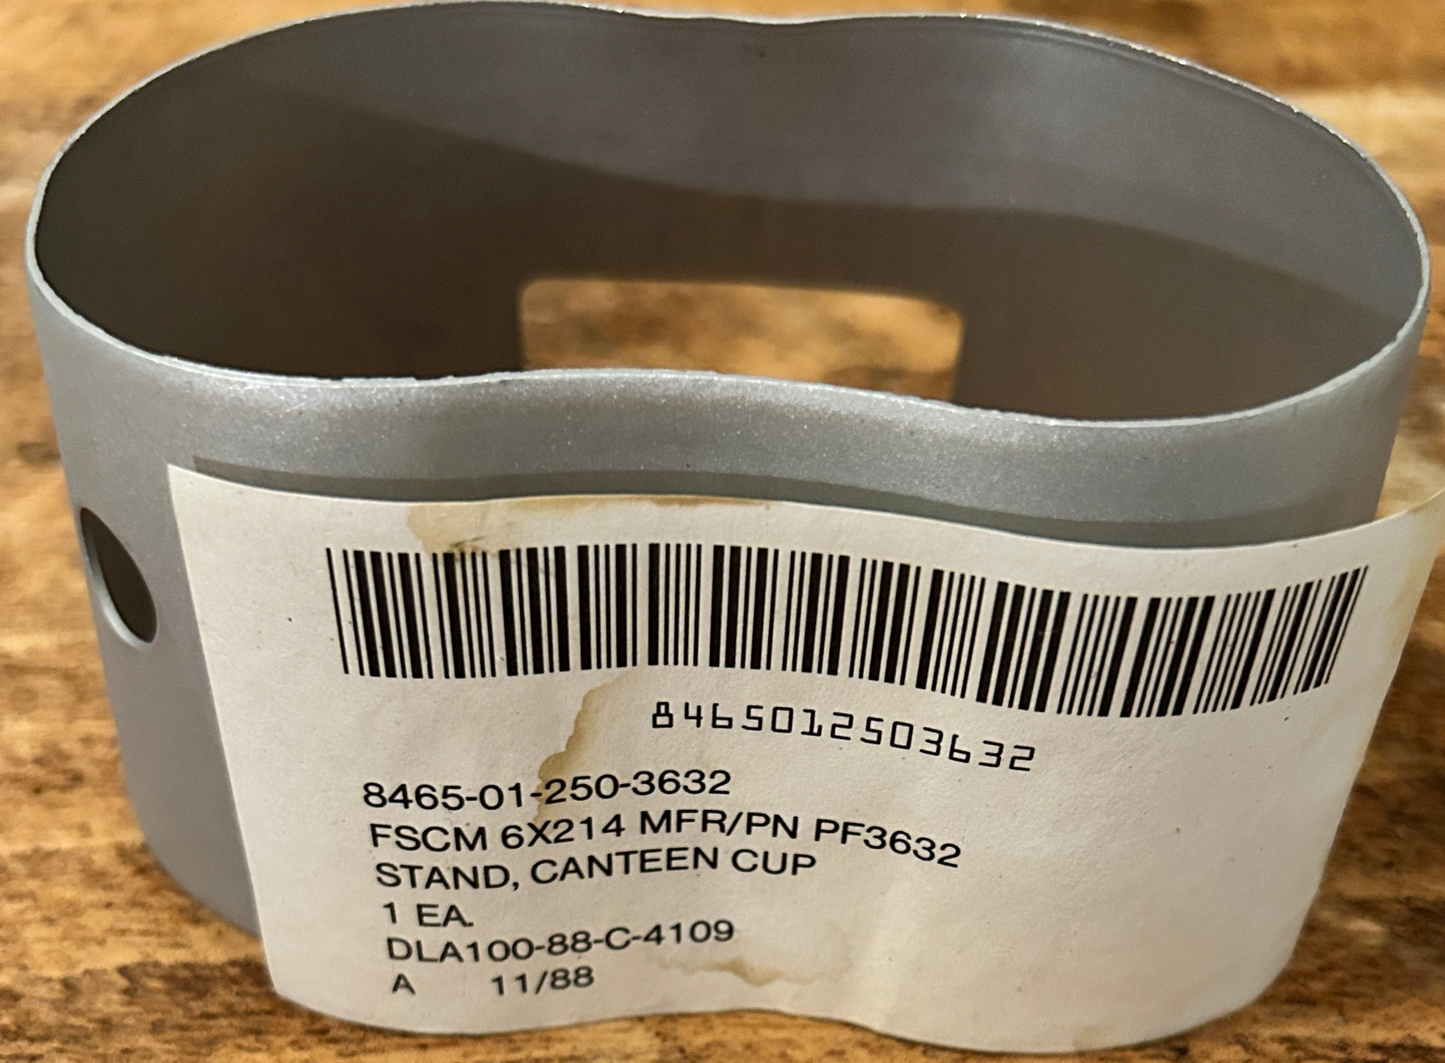 8465012503632
8465-01-250-3632
FSCM 6X214 MFR/PN PF3632
STAND, CANTEEN CUP
1 EA.
DLA100-88-C-4109
A 11/88